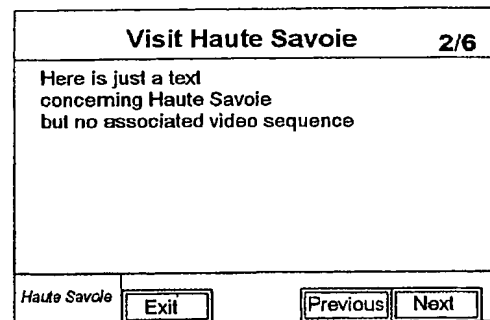 Visit Haute Savoie 2/6
Here is just a text
concerning Haute Savoie
but no associated video sequence
Haute Savoie Exit Previous Next